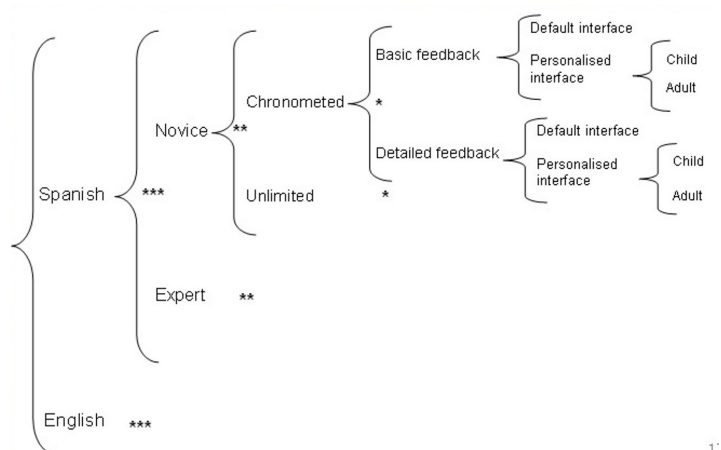 Default interface
Basic feedback
Personalised
interface
Child
Adult
Chronometed
*
Novice
**
Default interface
Detailed feedback
Personalised
interface
Child
Adult
Spanish
***
Unlimited
*
Expert
**
English
***